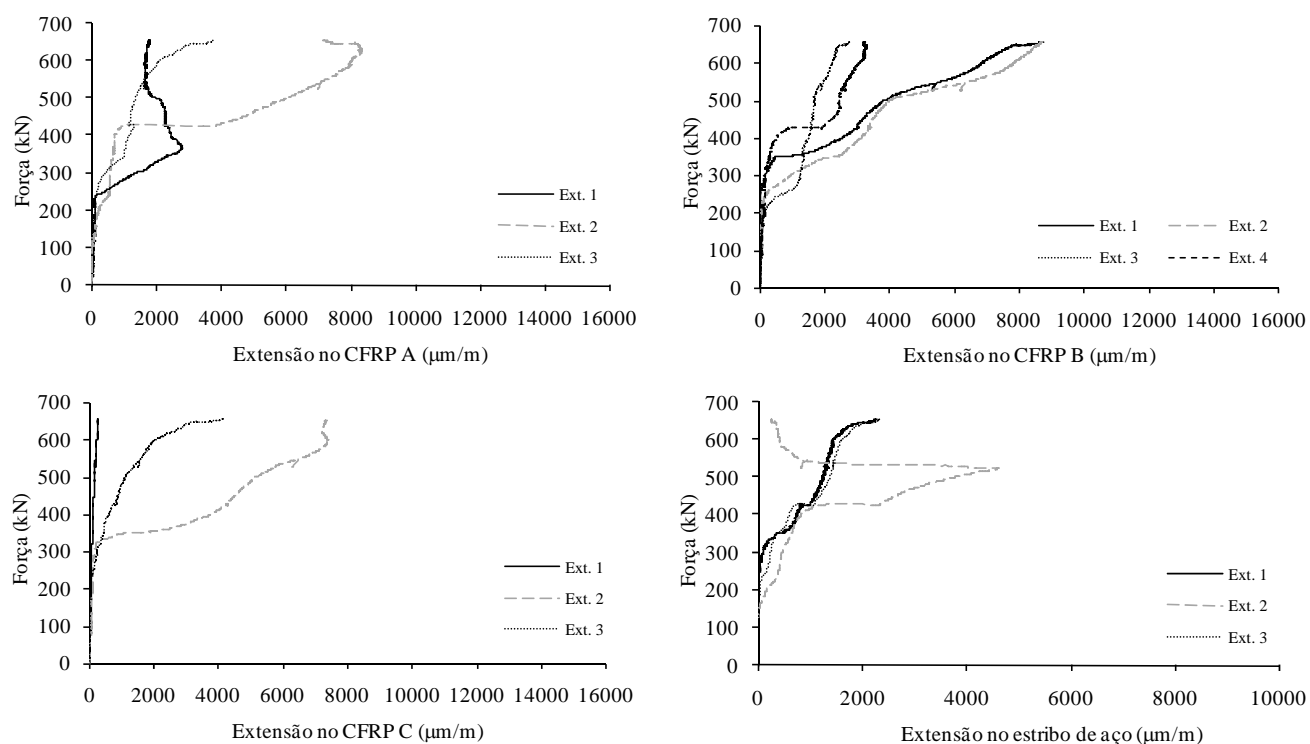 700
600
500
400
300
200
100
0
Força (kN)
Ext. 1
Ext. 2
Ext. 3
0 2000 4000 6000 8000 10000 12000 14000 16000
Extensão no CFRP A (μm/m)
700
600
500
400
300
200
100
0
Força (kN)
Ext. 1 Ext. 2
Ext. 3 Ext. 4
0 2000 4000 6000 8000 10000 12000 14000 16000
Extensão no CFRP B (μm/m)
700
600
500
400
300
200
100
0
Força (kN)
Ext. 1
Ext. 2
Ext. 3
0 2000 4000 6000 8000 10000 12000 14000 16000
Extensão no CFRP C (μm/m)
700
600
500
400
300
200
100
0
Força (kN)
Ext. 1
Ext. 2
Ext. 3
0 2000 4000 6000 8000 10000
Extensão no estribo de aço (μm/m)